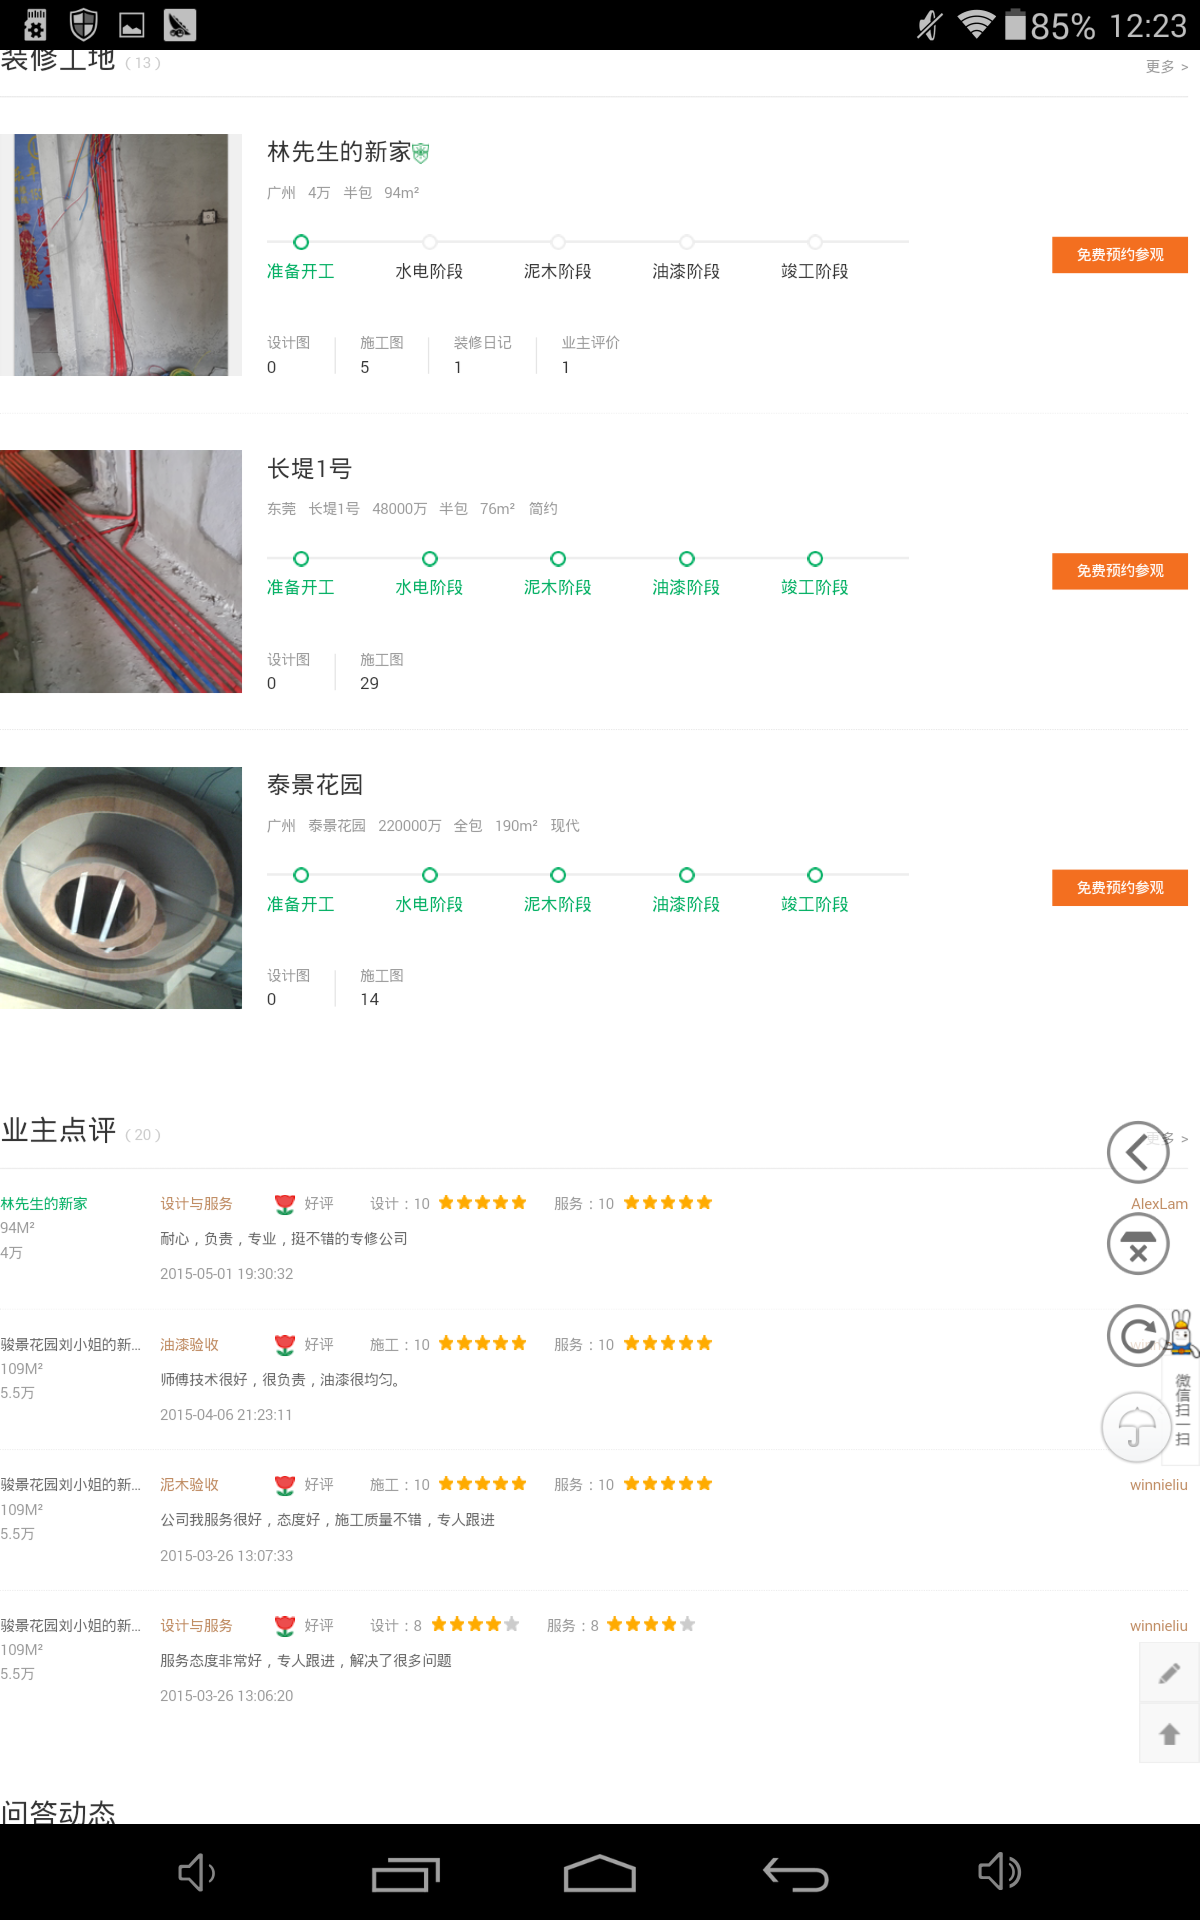 85% 12:23
装修工地 (13) 更多 >
林先生的新家
广州 4万 半包 94m²
准备开工 水电阶段 泥木阶段 油漆阶段 竣工阶段
免费预约参观
设计图 施工图 装修日记 业主评价
0 5 1 1
长堤1号
东莞 长堤1号 48000万 半包 76m² 简约
准备开工 水电阶段 泥木阶段 油漆阶段 竣工阶段
免费预约参观
设计图 施工图
0 29
泰景花园
广州 泰景花园 220000万 全包 190m² 现代
准备开工 水电阶段 泥木阶段 油漆阶段 竣工阶段
免费预约参观
设计图 施工图
0 14
业主点评 (20) 更多 >
林先生的新家 设计与服务 好评 设计：10 服务：10 AlexLam
94M²
4万
耐心，负责，专业，挺不错的专修公司
2015-05-01 19:30:32
骏景花园刘小姐的新... 油漆验收 好评 施工：10 服务：10
109M²
5.5万
师傅技术很好，很负责，油漆很均匀。
2015-04-06 21:23:11
微信扫一扫
骏景花园刘小姐的新... 泥木验收 好评 施工：10 服务：10 winnieliu
109M²
5.5万
公司我服务很好，态度好，施工质量不错，专人跟进
2015-03-26 13:07:33
骏景花园刘小姐的新... 设计与服务 好评 设计：8 服务：8 winnieliu
109M²
5.5万
服务态度非常好，专人跟进，解决了很多问题
2015-03-26 13:06:20
问答动态